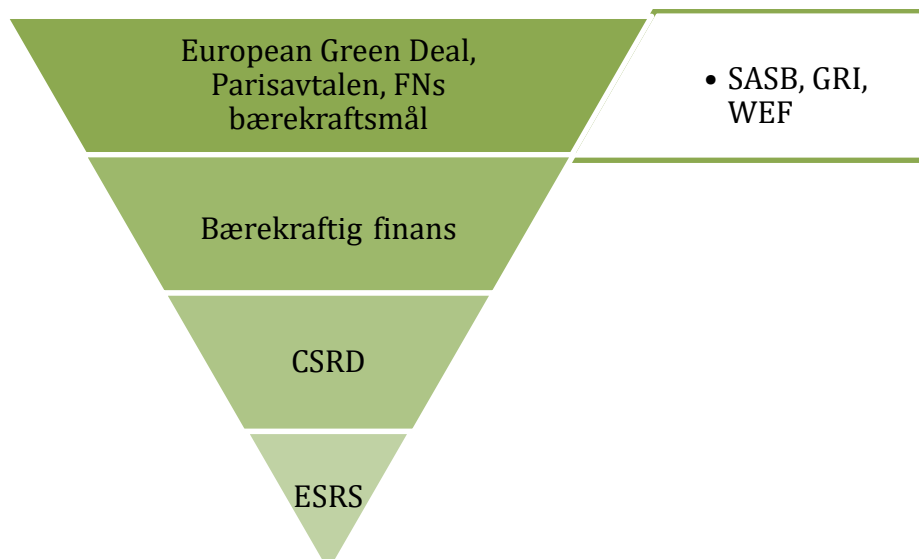 European Green Deal,
Parisavtalen, FNs
bærekraftsmål
• SASB, GRI,
WEF
Bærekraftig finans
CSRD
ESRS